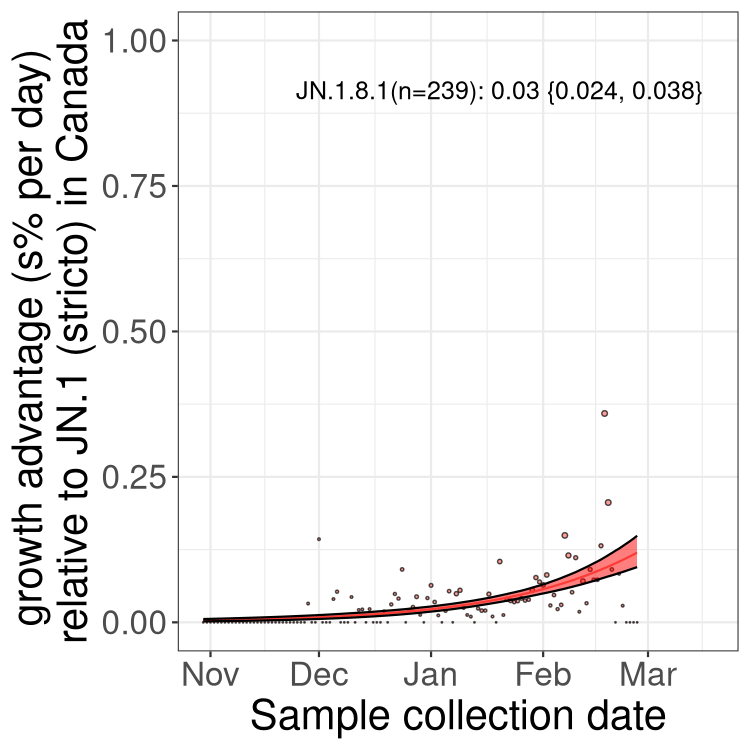 growth advantage (s% per day)
relative to JN.1 (stricto) in Canada
1.00
0.75
0.50
0.25
0.00
JN.1.8.1(n=239): 0.03 {0.024, 0.038}
Nov
Dec
Jan
Feb
Mar
Sample collection date